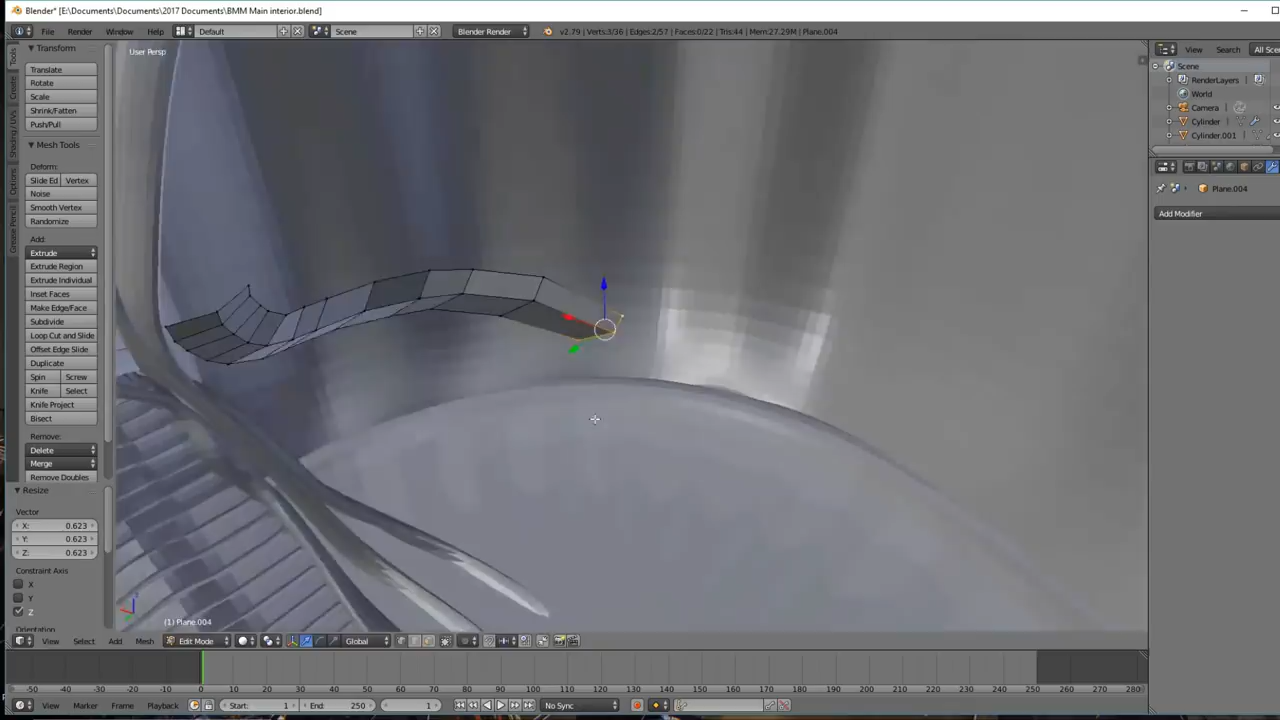 Blender* [E:\Documents\Documents\2017 Documents\BMM Main interior.blend]
File Render Window Help Default Scene Blender Render v2.79 | Verts:3/36 | Edges:2/57 | Faces:0/22 | Tris:44 | Mem:27.29M | Plane.004
View Search All Sce
Tools
Create
Shading / UVs
Options
Grease Pencil
Transform
Translate
Rotate
Scale
Shrink/Fatten
Push/Pull
Mesh Tools
Deform:
Slide Ed Vertex
Noise
Smooth Vertex
Randomize
Add:
Extrude
Extrude Region
Extrude Individual
Inset Faces
Make Edge/Face
Subdivide
Loop Cut and Slide
Offset Edge Slide
Duplicate
Spin Screw
Knife Select
Knife Project
Bisect
Remove:
Delete
Merge
Remove Doubles
Resize
Vector
X: 0.623
Y: 0.623
Z: 0.623
Constraint Axis
X
Y
Z
Orientation
User Persp
(1) Plane.004
Scene
RenderLayers
World
Camera
Cylinder
Cylinder.001
Plane.004
Add Modifier
View Select Add Mesh Edit Mode Global
-50 -40 -30 -20 -10 0 10 20 30 40 50 60 70 80 90 100 110 120 130 140 150 160 170 180 190 200 210 220 230 240 250 260 270 280
View Marker Frame Playback Start: 1 End: 250 1 No Sync